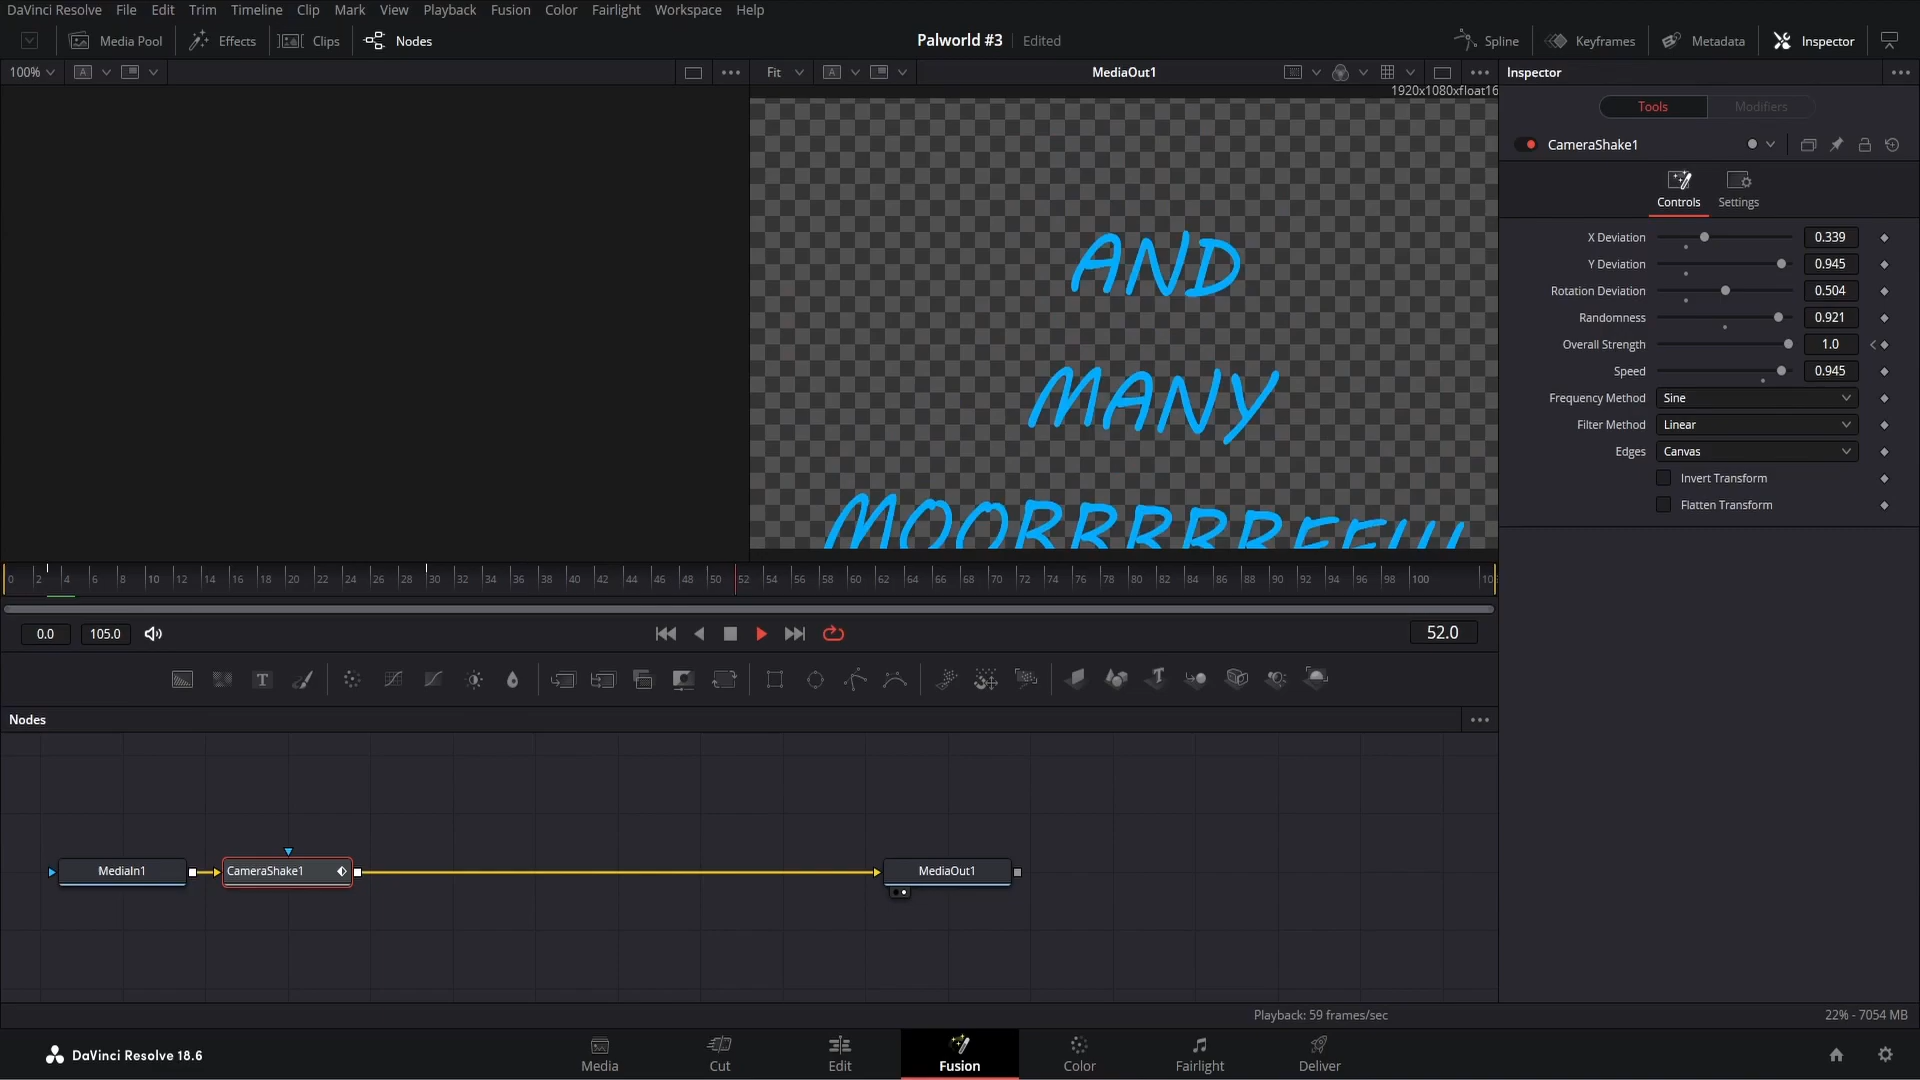 DaVinci Resolve File Edit Trim Timeline Clip Mark View Playback Fusion Color Fairlight Workspace Help
Media Pool Effects Clips Nodes Palworld #3 Edited Spline Keyframes Metadata Inspector
100% A Fit A MediaOut1 Inspector
1920x1080xfloat16
Tools Modifiers
CameraShake1
Controls Settings
X Deviation 0.339
Y Deviation 0.945
Rotation Deviation 0.504
Randomness 0.921
Overall Strength 1.0
Speed 0.945
Frequency Method Sine
Filter Method Linear
Edges Canvas
Invert Transform
Flatten Transform
AND
MANY
0 2 4 6 8 10 12 14 16 18 20 22 24 26 28 30 32 34 36 38 40 42 44 46 48 50 52 54 56 58 60 62 64 66 68 70 72 74 76 78 80 82 84 86 88 90 92 94 96 98 100
0.0 105.0 52.0
T T
Nodes
MediaIn1 CameraShake1 MediaOut1
Playback: 59 frames/sec 22% - 7054 MB
DaVinci Resolve 18.6 Media Cut Edit Fusion Color Fairlight Deliver